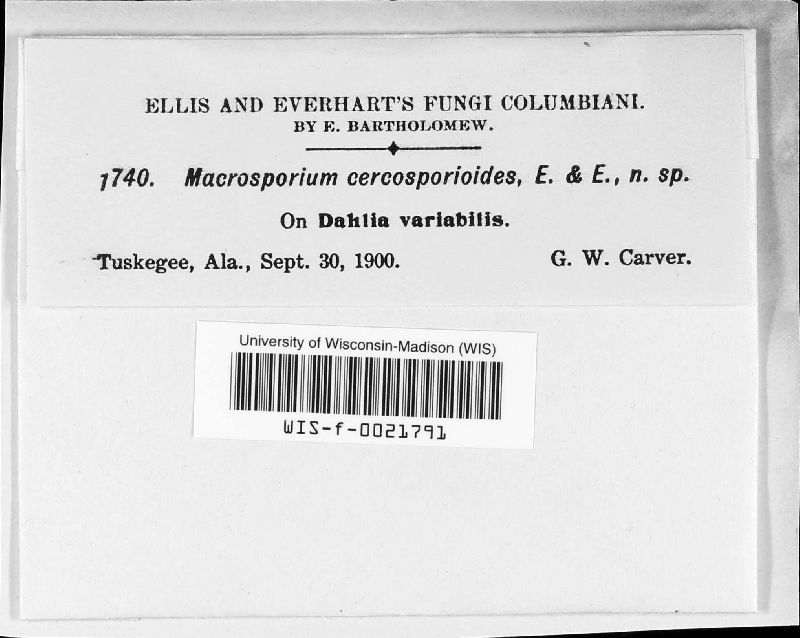 ELLIS AND EVERHART'S FUNGI COLUMBIANI.
BY E. BARTHOLOMEW.
1740. Macrosporium cercosporioides, E. & E., n. sp.
On Dahlia variabilis.
Tuskegee, Ala., Sept. 30, 1900. G. W. Carver.
University of Wisconsin-Madison (WIS)
WIS-f-0021791